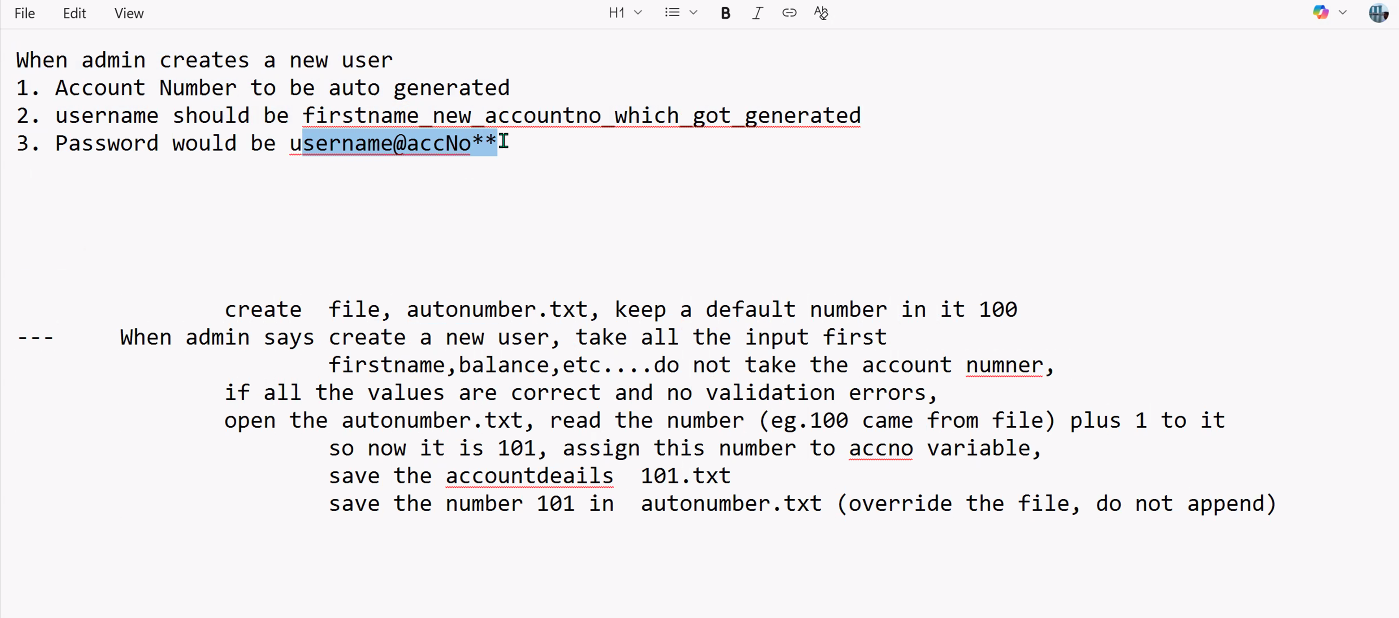 File Edit View H1 B I
When admin creates a new user
1. Account Number to be auto generated
2. username should be firstname_new_accountno_which_got_generated
3. Password would be username@accNo**
create  file, autonumber.txt, keep a default number in it 100
---     When admin says create a new user, take all the input first
firstname,balance,etc....do not take the account numner,
if all the values are correct and no validation errors,
open the autonumber.txt, read the number (eg.100 came from file) plus 1 to it
so now it is 101, assign this number to accno variable,
save the accountdeails  101.txt
save the number 101 in  autonumber.txt (override the file, do not append)